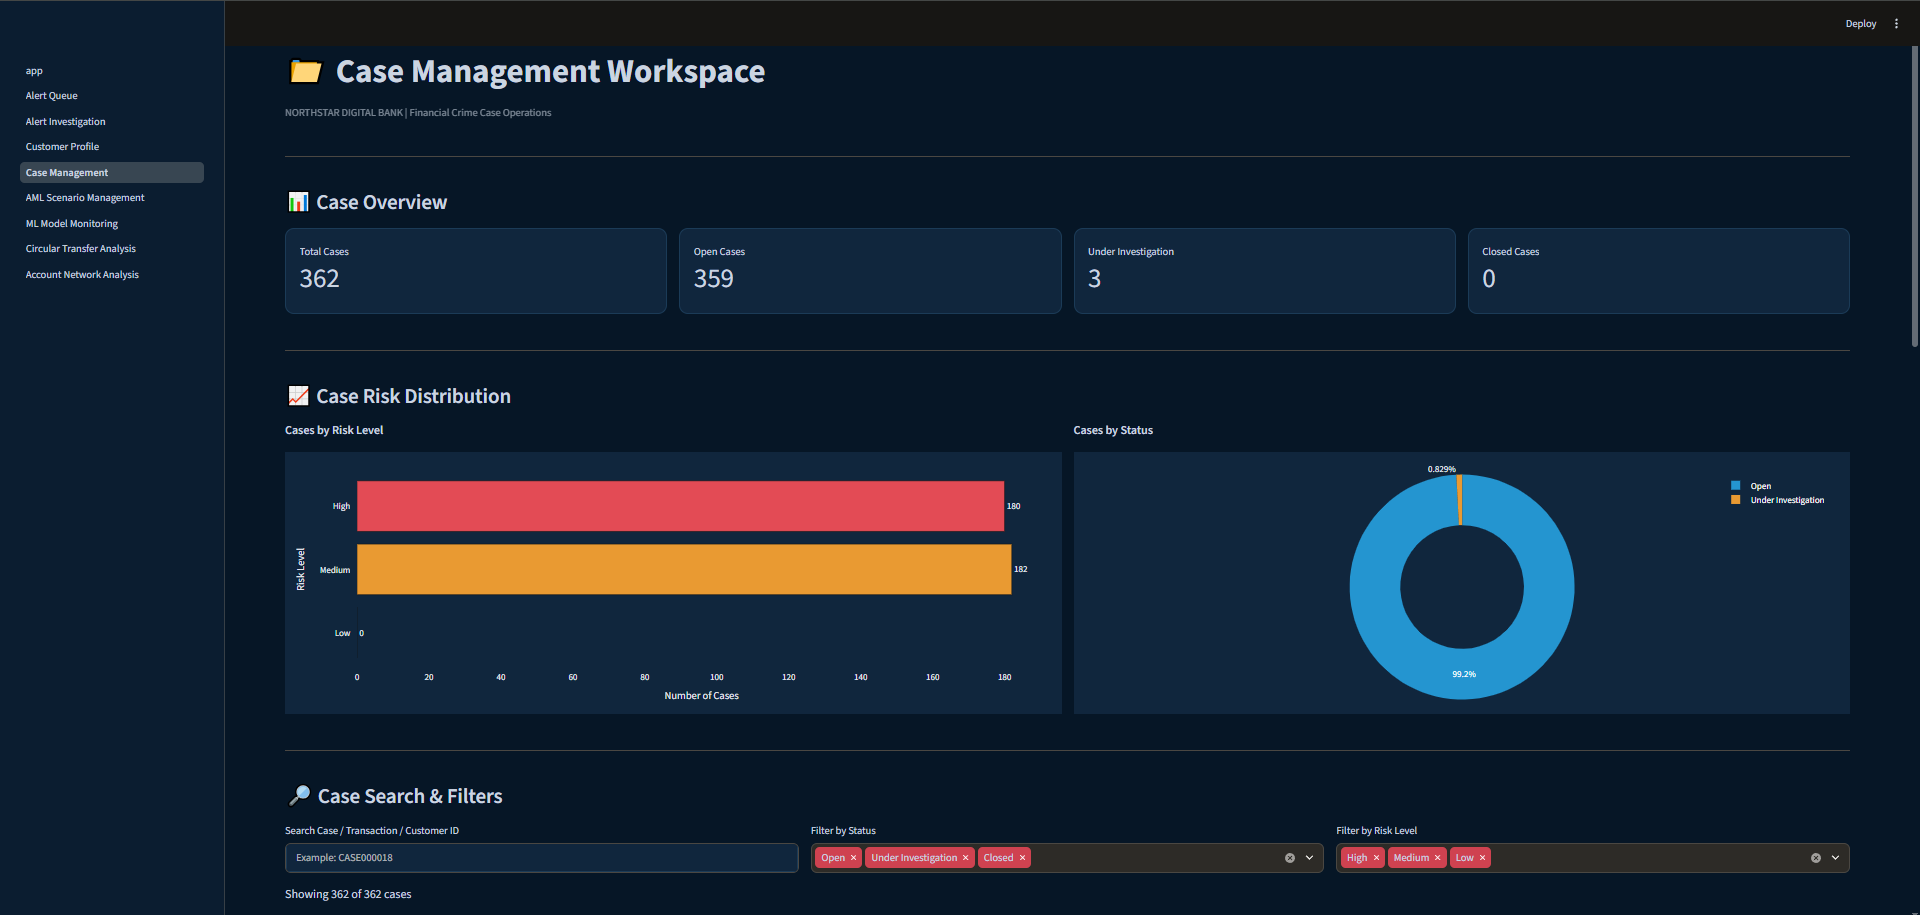 Deploy
app
Alert Queue
Alert Investigation
Customer Profile
Case Management
AML Scenario Management
ML Model Monitoring
Circular Transfer Analysis
Account Network Analysis
Case Management Workspace
NORTHSTAR DIGITAL BANK | Financial Crime Case Operations
Case Overview
Total Cases
362
Open Cases
359
Under Investigation
3
Closed Cases
0
Case Risk Distribution
Cases by Risk Level
Risk Level
High
180
Medium
182
Low
0
0 20 40 60 80 100 120 140 160 180
Number of Cases
Cases by Status
0.829%
99.2%
Open
Under Investigation
Case Search & Filters
Search Case / Transaction / Customer ID
Example: CASE000018
Filter by Status
Open × Under Investigation × Closed ×
Filter by Risk Level
High × Medium × Low ×
Showing 362 of 362 cases